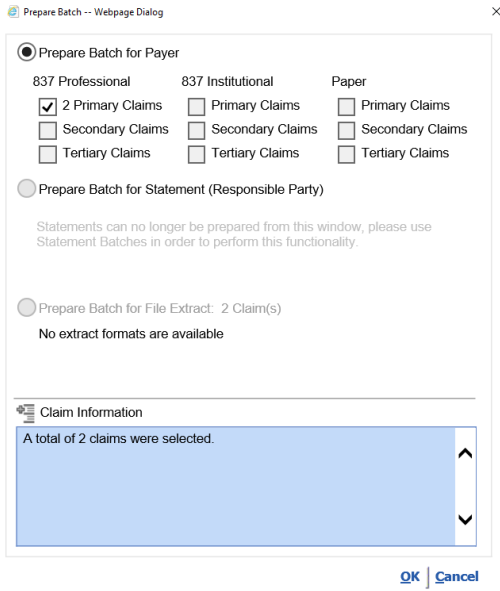 Prepare Batch -- Webpage Dialog
Prepare Batch for Payer
837 Professional 837 Institutional Paper
2 Primary Claims Primary Claims Primary Claims
Secondary Claims Secondary Claims Secondary Claims
Tertiary Claims Tertiary Claims Tertiary Claims
Prepare Batch for Statement (Responsible Party)
Statements can no longer be prepared from this window, please use
Statement Batches in order to perform this functionality.
Prepare Batch for File Extract: 2 Claim(s)
No extract formats are available
Claim Information
A total of 2 claims were selected.
OK Cancel